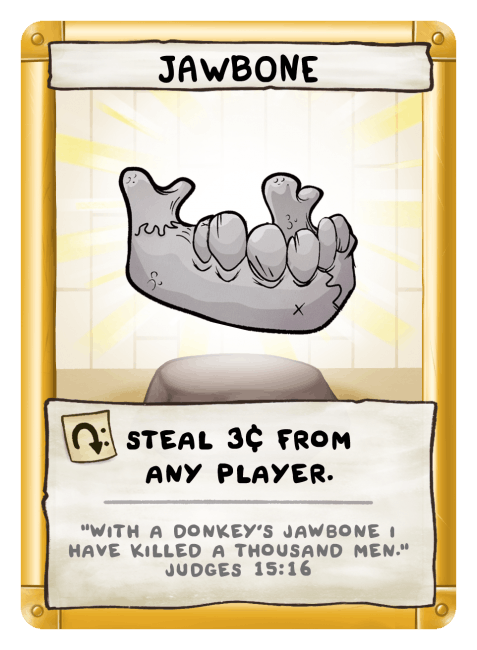 JAWBONE
: STEAL 3¢ FROM
ANY PLAYER.
"WITH A DONKEY'S JAWBONE I
HAVE KILLED A THOUSAND MEN."
JUDGES 15:16